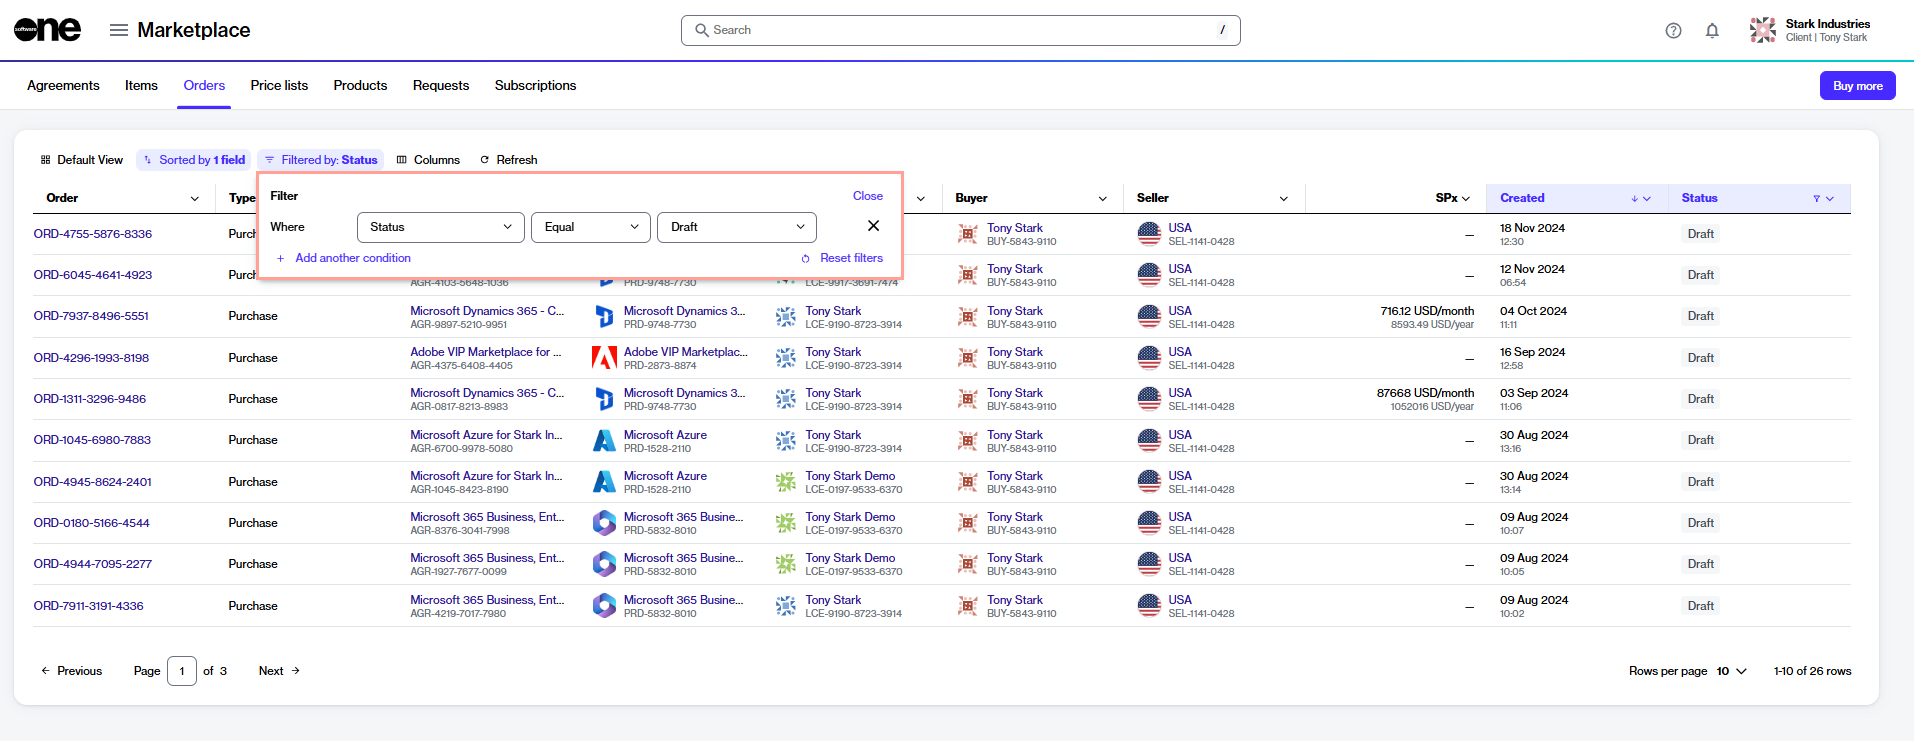 software one
Marketplace
Search /
Stark Industries
Client | Tony Stark
Agreements Items Orders Price lists Products Requests Subscriptions Buy more
Default View Sorted by 1 field Filtered by: Status Columns Refresh
Order Type Buyer Seller SPx Created Status
Filter Close
Where Status Equal Draft
+ Add another condition Reset filters
ORD-4755-5876-8336 Purch Tony Stark BUY-5843-9110 USA SEL-1141-0428 — 18 Nov 2024 12:30 Draft
ORD-6045-4641-4923 Purch AGR-4103-5648-1036 PRD-9748-7730 LCE-9917-3691-7474 Tony Stark BUY-5843-9110 USA SEL-1141-0428 — 12 Nov 2024 06:54 Draft
ORD-7937-8496-5551 Purchase Microsoft Dynamics 365 - C... AGR-9897-5210-9951 Microsoft Dynamics 3... PRD-9748-7730 Tony Stark LCE-9190-8723-3914 Tony Stark BUY-5843-9110 USA SEL-1141-0428 716.12 USD/month 8593.49 USD/year 04 Oct 2024 11:11 Draft
ORD-4296-1993-8198 Purchase Adobe VIP Marketplace for ... AGR-4375-6408-4405 Adobe VIP Marketplac... PRD-2873-8874 Tony Stark LCE-9190-8723-3914 Tony Stark BUY-5843-9110 USA SEL-1141-0428 — 16 Sep 2024 12:58 Draft
ORD-1311-3296-9486 Purchase Microsoft Dynamics 365 - C... AGR-0817-8213-8983 Microsoft Dynamics 3... PRD-9748-7730 Tony Stark LCE-9190-8723-3914 Tony Stark BUY-5843-9110 USA SEL-1141-0428 87668 USD/month 1052016 USD/year 03 Sep 2024 11:06 Draft
ORD-1045-6980-7883 Purchase Microsoft Azure for Stark In... AGR-6700-9978-5080 Microsoft Azure PRD-1528-2110 Tony Stark LCE-9190-8723-3914 Tony Stark BUY-5843-9110 USA SEL-1141-0428 — 30 Aug 2024 13:16 Draft
ORD-4945-8624-2401 Purchase Microsoft Azure for Stark In... AGR-1045-8423-8190 Microsoft Azure PRD-1528-2110 Tony Stark Demo LCE-0197-9533-6370 Tony Stark BUY-5843-9110 USA SEL-1141-0428 — 30 Aug 2024 13:14 Draft
ORD-0180-5166-4544 Purchase Microsoft 365 Business, Ent... AGR-8376-3041-7998 Microsoft 365 Busine... PRD-5832-8010 Tony Stark Demo LCE-0197-9533-6370 Tony Stark BUY-5843-9110 USA SEL-1141-0428 — 09 Aug 2024 10:07 Draft
ORD-4944-7095-2277 Purchase Microsoft 365 Business, Ent... AGR-1927-7677-0099 Microsoft 365 Busine... PRD-5832-8010 Tony Stark Demo LCE-0197-9533-6370 Tony Stark BUY-5843-9110 USA SEL-1141-0428 — 09 Aug 2024 10:05 Draft
ORD-7911-3191-4336 Purchase Microsoft 365 Business, Ent... AGR-4219-7017-7980 Microsoft 365 Busine... PRD-5832-8010 Tony Stark LCE-9190-8723-3914 Tony Stark BUY-5843-9110 USA SEL-1141-0428 — 09 Aug 2024 10:02 Draft
← Previous Page 1 of 3 Next → Rows per page 10 1-10 of 26 rows